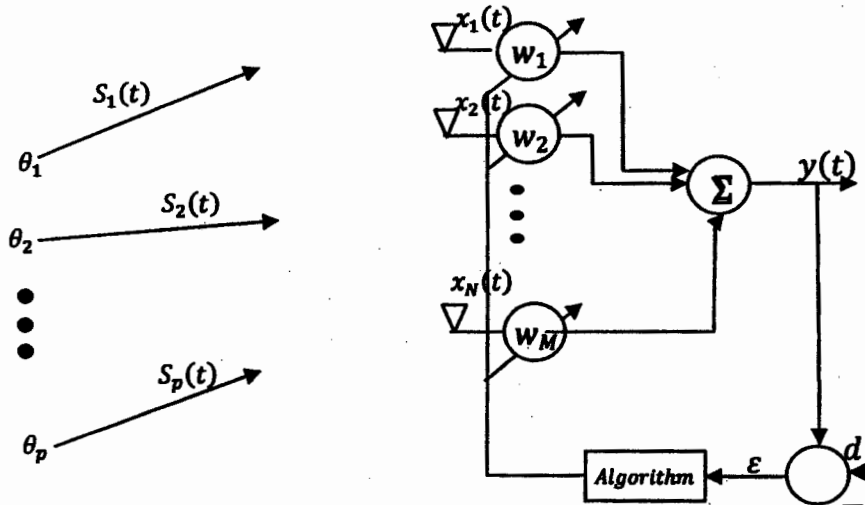 x₁(t)
w₁
S₁(t)
x₂(t)
θ₁
w₂
S₂(t)
Σ
y(t)
θ₂
x_N(t)
w_M
S_p(t)
θ_p
Algorithm
ε
d